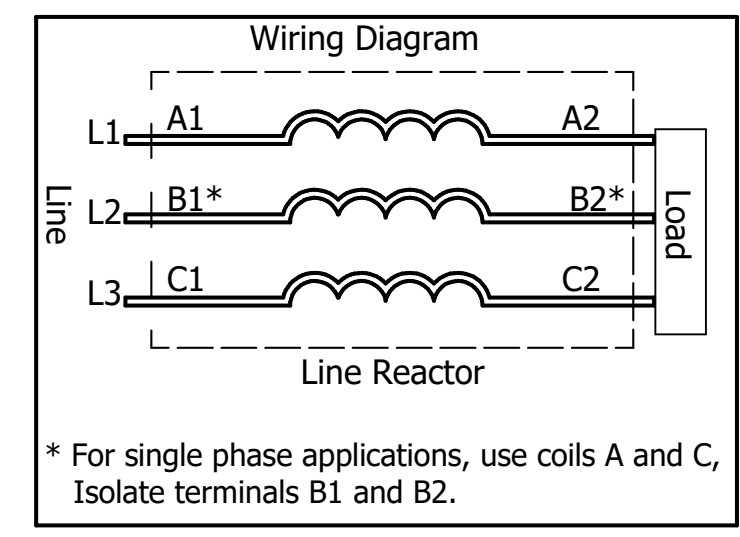 Wiring Diagram
L1 A1 A2
Line L2 B1* B2* Load
L3 C1 C2
Line Reactor
* For single phase applications, use coils A and C,
Isolate terminals B1 and B2.